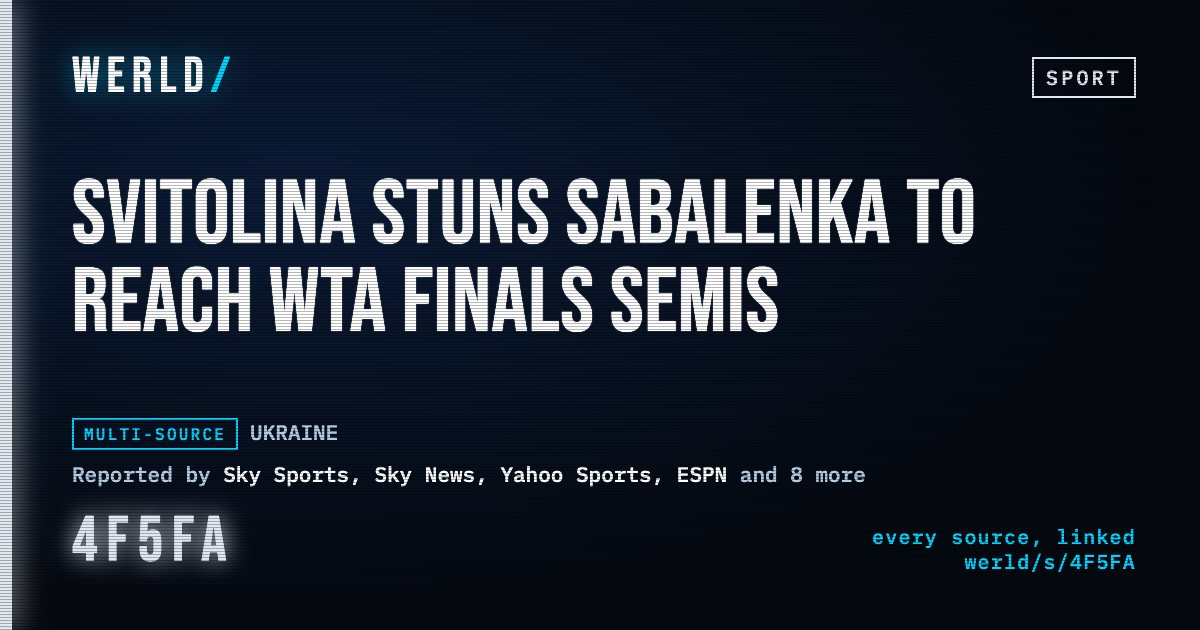 WERLD/
SPORT
SVITOLINA STUNS SABALENKA TO
REACH WTA FINALS SEMIS
MULTI-SOURCE UKRAINE
Reported by Sky Sports, Sky News, Yahoo Sports, ESPN and 8 more
4F5FA
every source, linked
werld/s/4F5FA